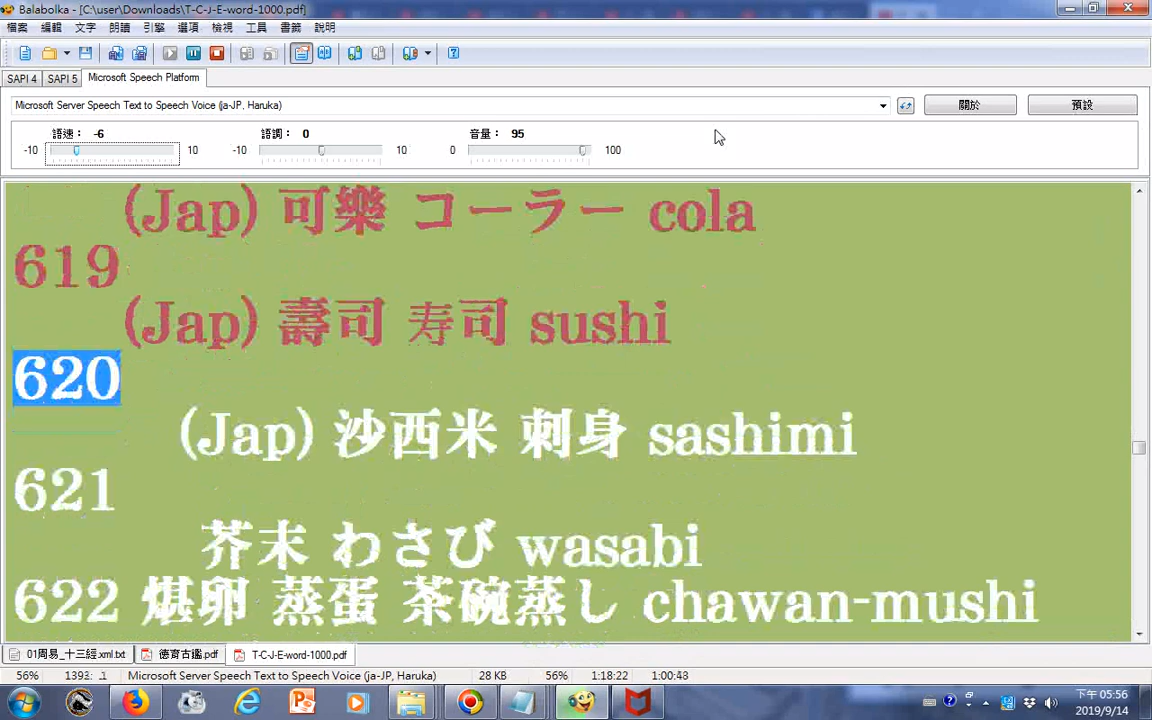 Balabolka - [C:\user\Downloads\T-C-J-E-word-1000.pdf]
檔案 編輯 文字 朗讀 引擎 選項 檢視 工具 書籤 說明
SAPI 4 SAPI 5 Microsoft Speech Platform
Microsoft Server Speech Text to Speech Voice (ja-JP, Haruka) 關於 預設
語速: -6 語調: 0 音量: 95
-10 10 -10 10 0 100
(Jap) 可樂 コーラー cola
619
(Jap) 壽司 寿司 sushi
620
(Jap) 沙西米 刺身 sashimi
621
芥末 わさび wasabi
622 煁卵 蒸蛋 茶碗蒸し chawan-mushi
01周易_十三經.xml.txt 德育古鑑.pdf T-C-J-E-word-1000.pdf
56% 1392: .1 Microsoft Server Speech Text to Speech Voice (ja-JP, Haruka) 28 KB 56% 1:18:22 1:00:43
下午 05:56
2019/9/14